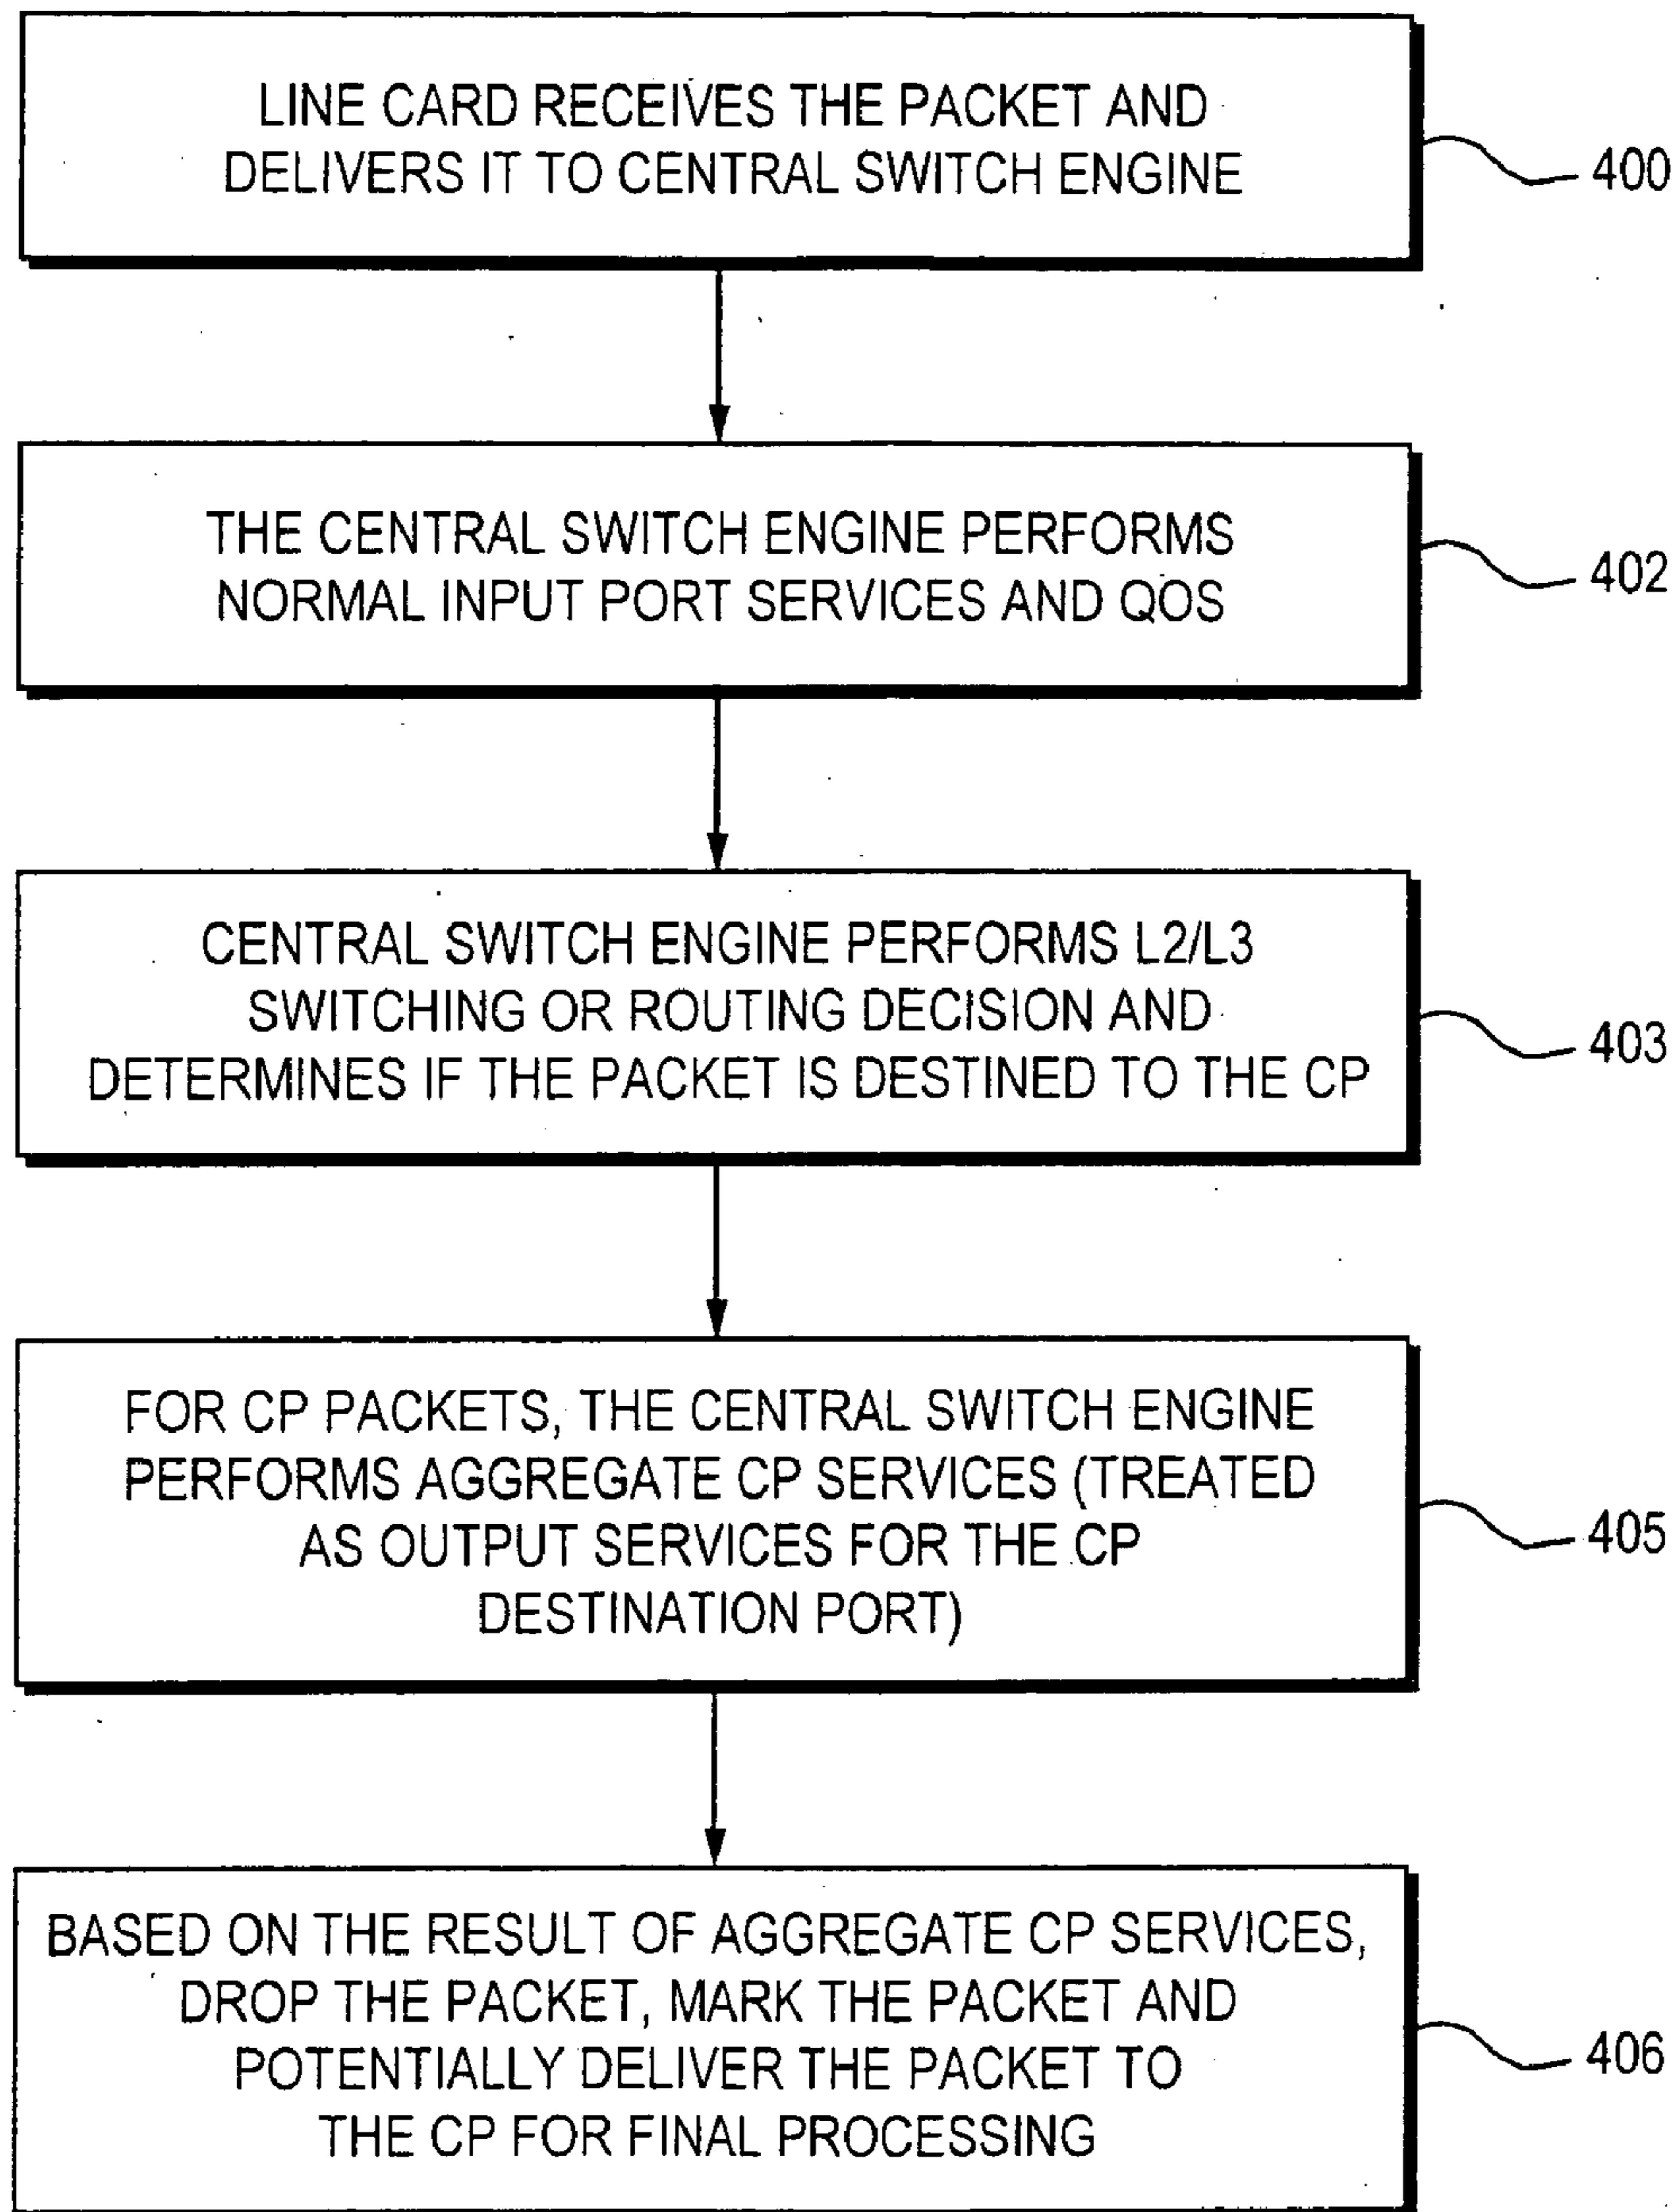 LINE CARD RECEIVES THE PACKET AND
DELIVERS IT TO CENTRAL SWITCH ENGINE
400
THE CENTRAL SWITCH ENGINE PERFORMS
NORMAL INPUT PORT SERVICES AND QOS
402
CENTRAL SWITCH ENGINE PERFORMS L2/L3
SWITCHING OR ROUTING DECISION AND
DETERMINES IF THE PACKET IS DESTINED TO THE CP
403
FOR CP PACKETS, THE CENTRAL SWITCH ENGINE
PERFORMS AGGREGATE CP SERVICES (TREATED
AS OUTPUT SERVICES FOR THE CP
DESTINATION PORT)
405
BASED ON THE RESULT OF AGGREGATE CP SERVICES,
DROP THE PACKET, MARK THE PACKET AND
POTENTIALLY DELIVER THE PACKET TO
THE CP FOR FINAL PROCESSING
406